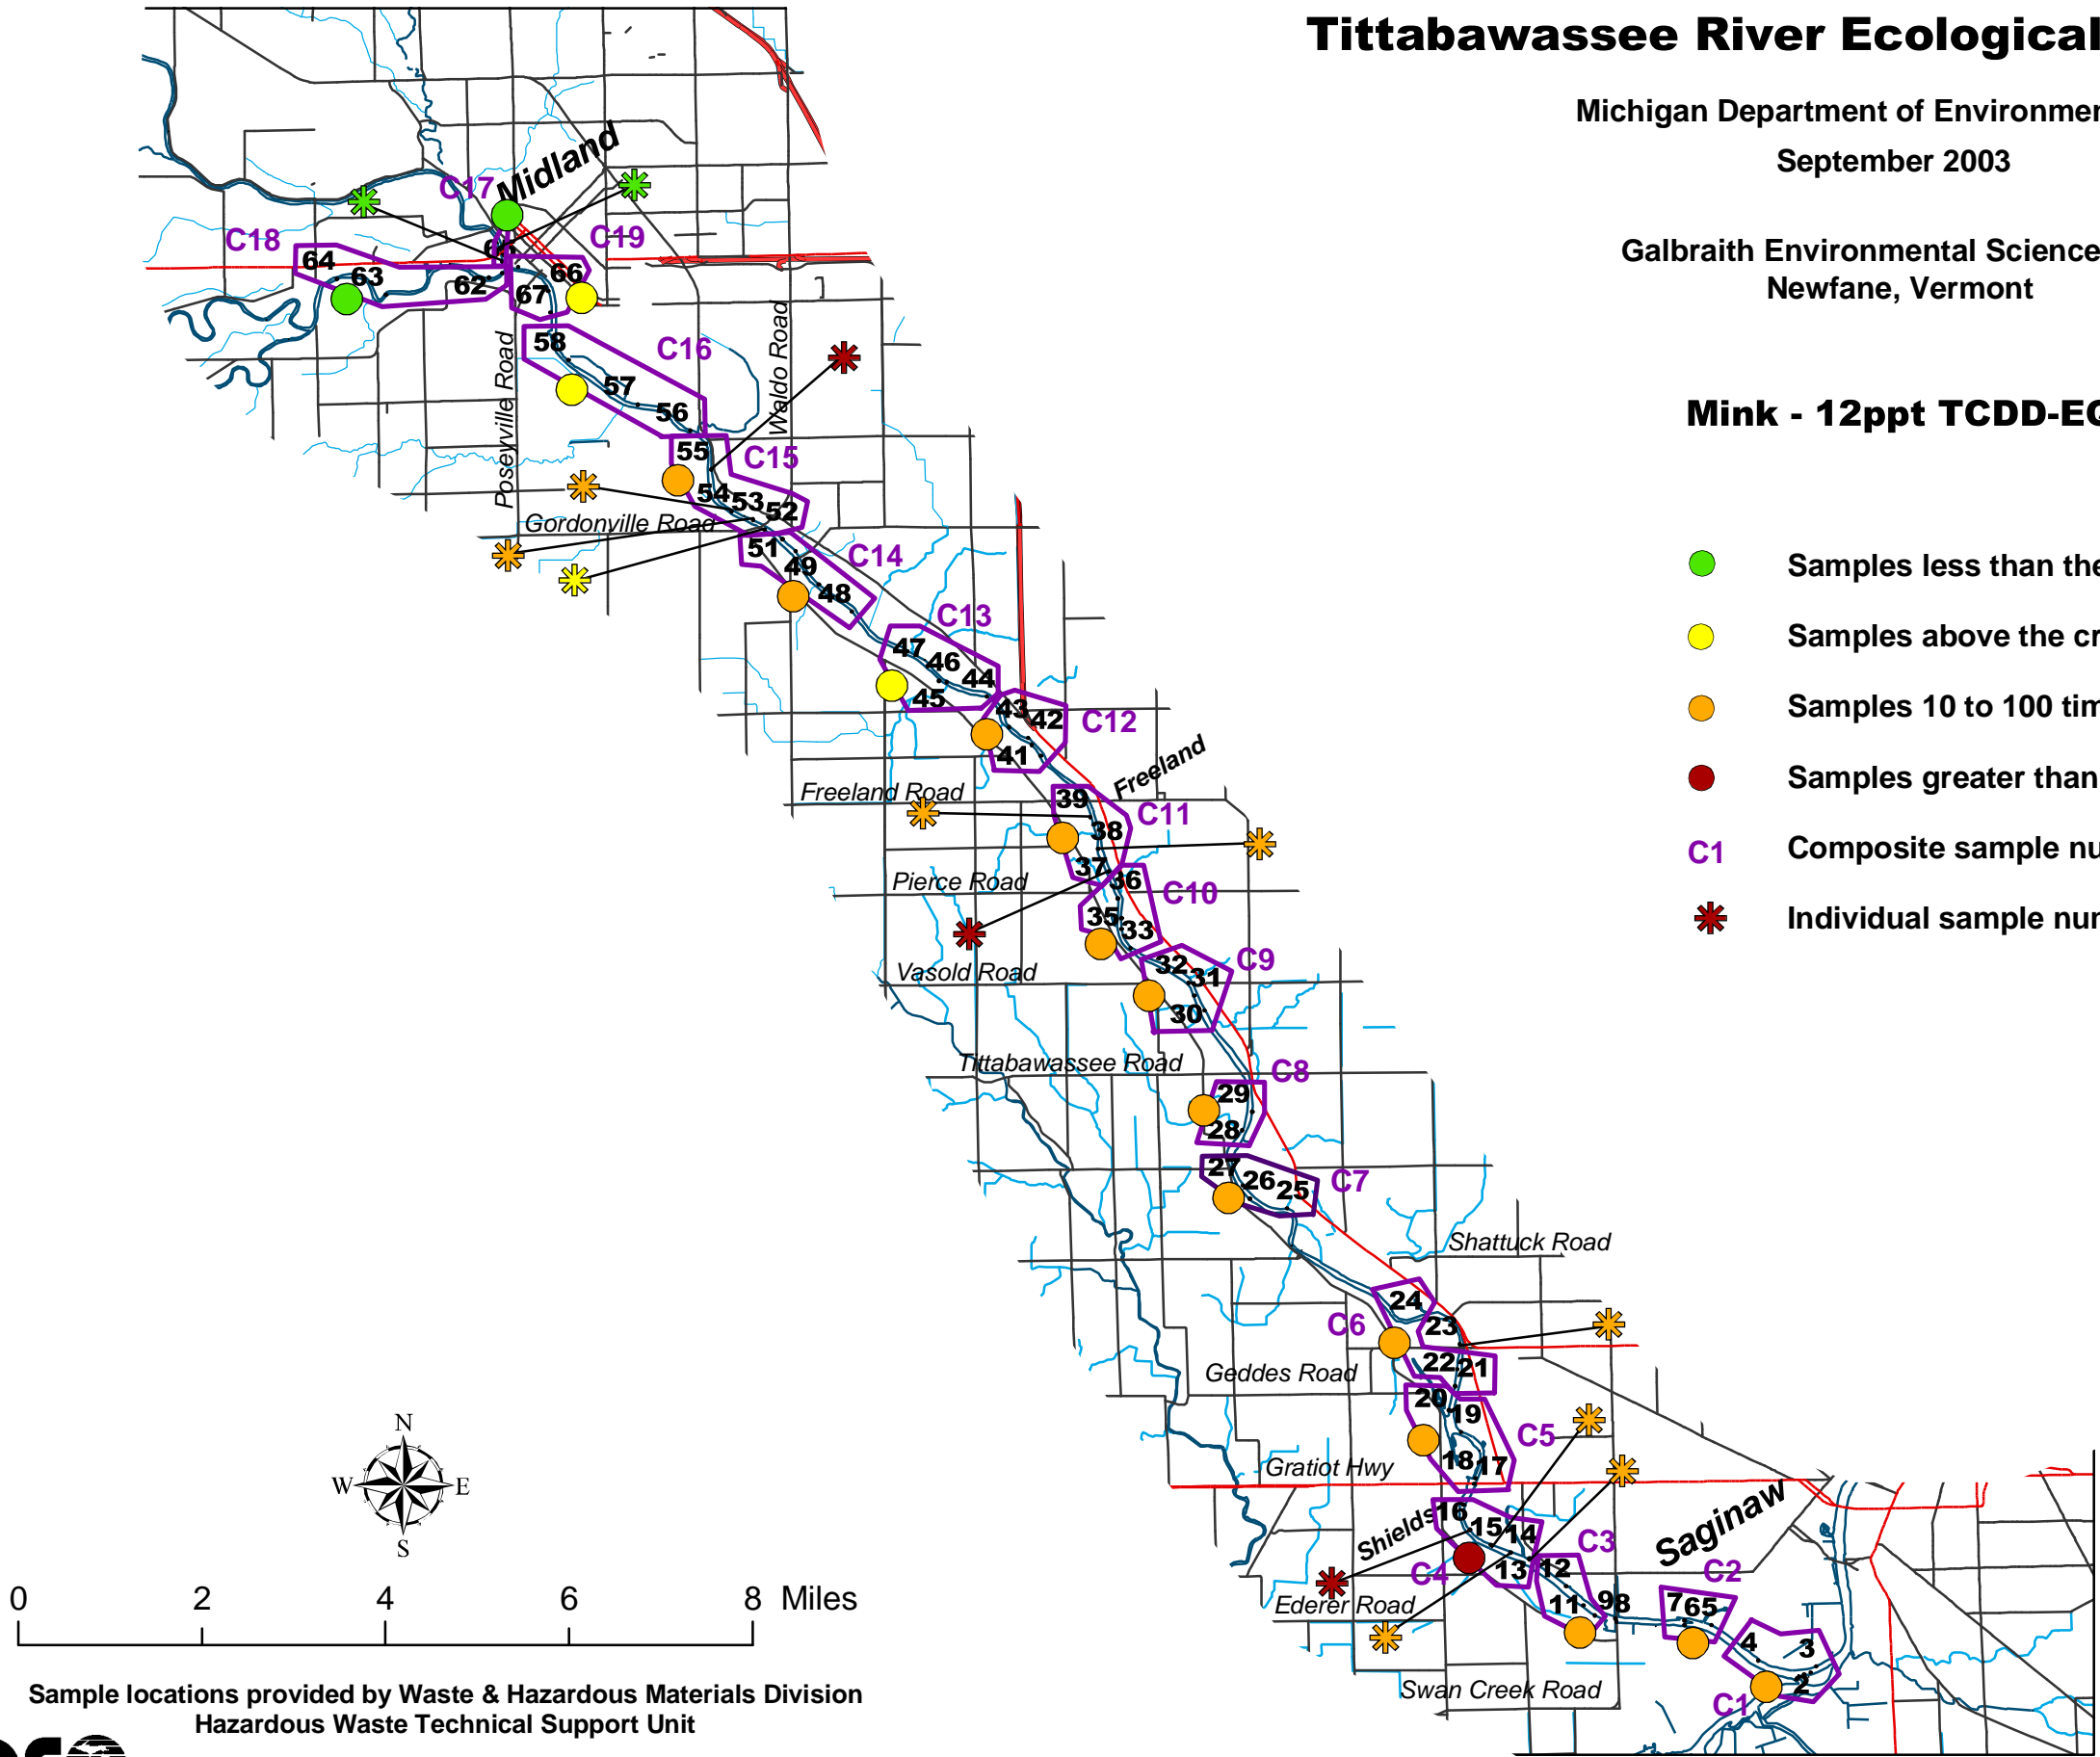 Tittabawassee River Ecological
Michigan Department of Environmen
September 2003
Galbraith Environmental Science
Newfane, Vermont
Mink - 12ppt TCDD-EQ
Samples less than the
Samples above the cr
Samples 10 to 100 tim
Samples greater than
C1
Composite sample nu
Individual sample num
Midland
C17
C18
C19
64
63
62
66
67
58
C16
57
56
Poseyville Road
Waldo Road
55
C15
54
53
52
Gordonville Road
51
C14
49
48
C13
47
46
44
45
43
42
C12
41
Freeland
Freeland Road
39
C11
38
37
Pierce Road
36
C10
35
33
Vasold Road
32
31
C9
30
Tittabawassee Road
C8
29
28
27
26
25
C7
Shattuck Road
24
C6
23
22
21
Geddes Road
20
19
C5
18
17
Gratiot Hwy
16
15
14
Shields
C4
13
C3
12
11
9
8
Saginaw
C2
7
6
5
Ederer Road
4
3
2
C1
Swan Creek Road
N
W
E
S
0 2 4 6 8 Miles
Sample locations provided by Waste & Hazardous Materials Division
Hazardous Waste Technical Support Unit